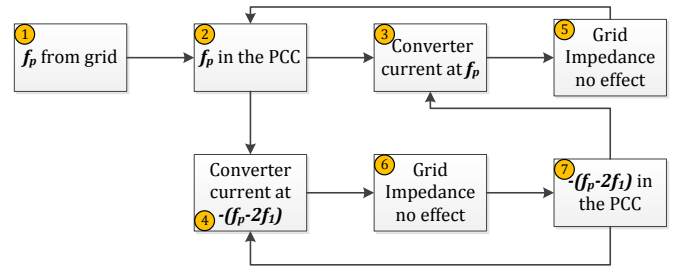 1
fp from grid
2
fp in the PCC
3
Converter
current at fp
5
Grid
Impedance
no effect
Converter
current at
4 -(fp-2f1)
6
Grid
Impedance
no effect
7
-(fp-2f1) in
the PCC